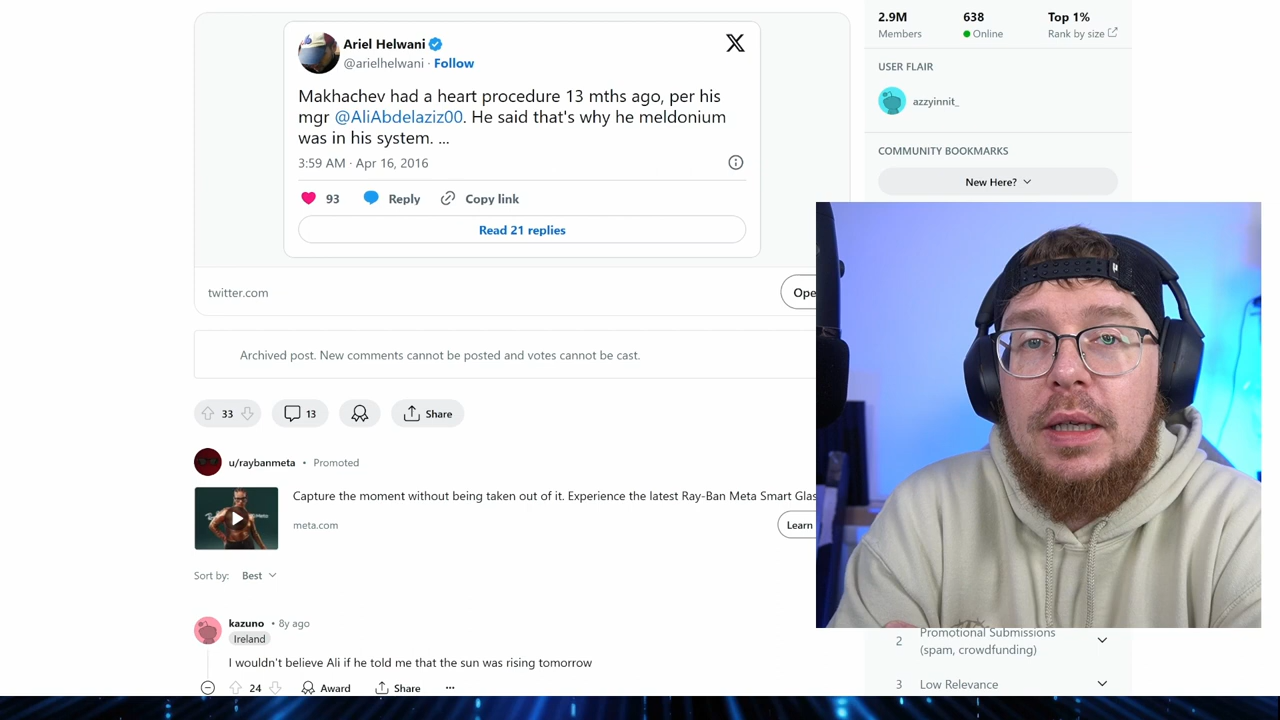 Ariel Helwani
@arielhelwani · Follow
Makhachev had a heart procedure 13 mths ago, per his
mgr @AliAbdelaziz00. He said that's why he meldonium
was in his system. ...
3:59 AM · Apr 16, 2016
93 Reply Copy link
Read 21 replies
twitter.com
Ope
Archived post. New comments cannot be posted and votes cannot be cast.
33 13 Share
u/raybanmeta • Promoted
Capture the moment without being taken out of it. Experience the latest Ray-Ban Meta Smart Glas
meta.com
Learn
Sort by: Best
kazuno • 8y ago
Ireland
I wouldn't believe Ali if he told me that the sun was rising tomorrow
24 Award Share ...
2.9M 638 Top 1%
Members Online Rank by size
USER FLAIR
azzyinnit_
COMMUNITY BOOKMARKS
New Here?
2 Promotional Submissions
(spam, crowdfunding)
3 Low Relevance